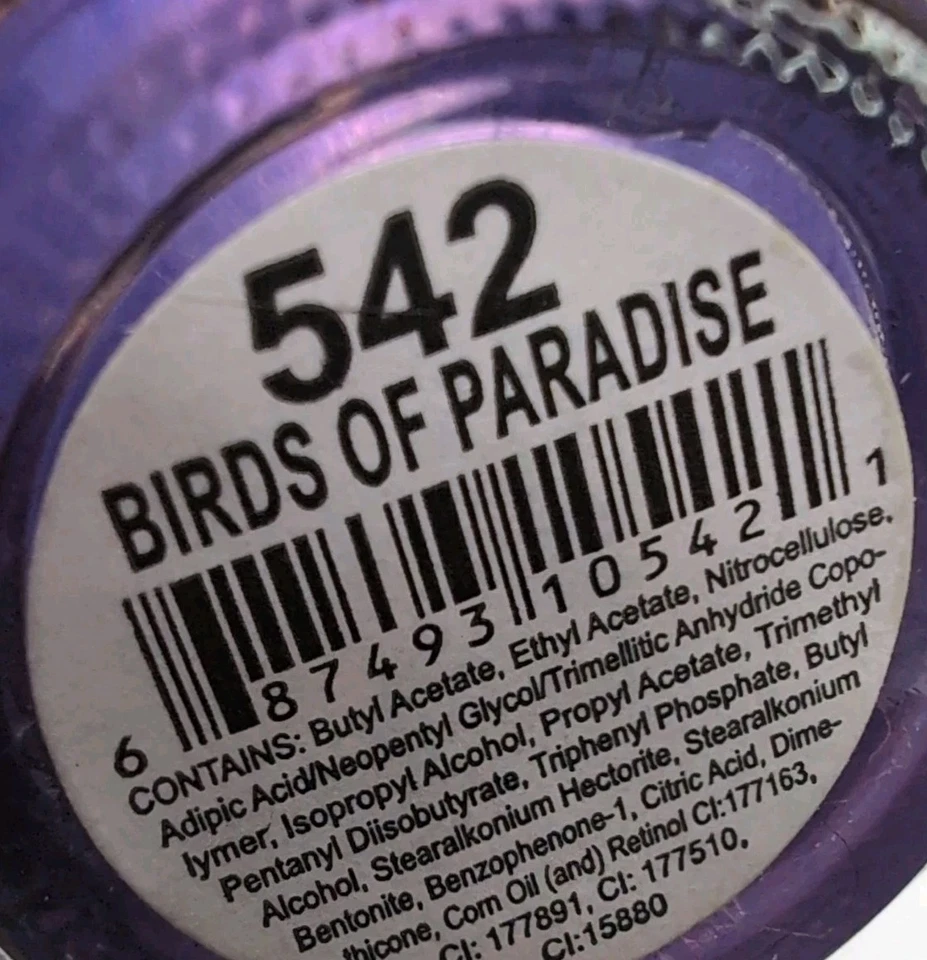 542
BIRDS OF PARADISE
6 87493 10542 1
CONTAINS: Butyl Acetate, Ethyl Acetate, Nitrocellulose,
Adipic Acid/Neopentyl Glycol/Trimellitic Anhydride Copo-
lymer, Isopropyl Alcohol, Propyl Acetate, Trimethyl
Pentanyl Diisobutyrate, Triphenyl Phosphate, Butyl
Alcohol, Stearalkonium Hectorite, Stearalkonium
Bentonite, Benzophenone-1, Citric Acid, Dime-
thicone, Corn Oil (and) Retinol CI:177163,
CI: 177891, CI: 177510,
CI:15880